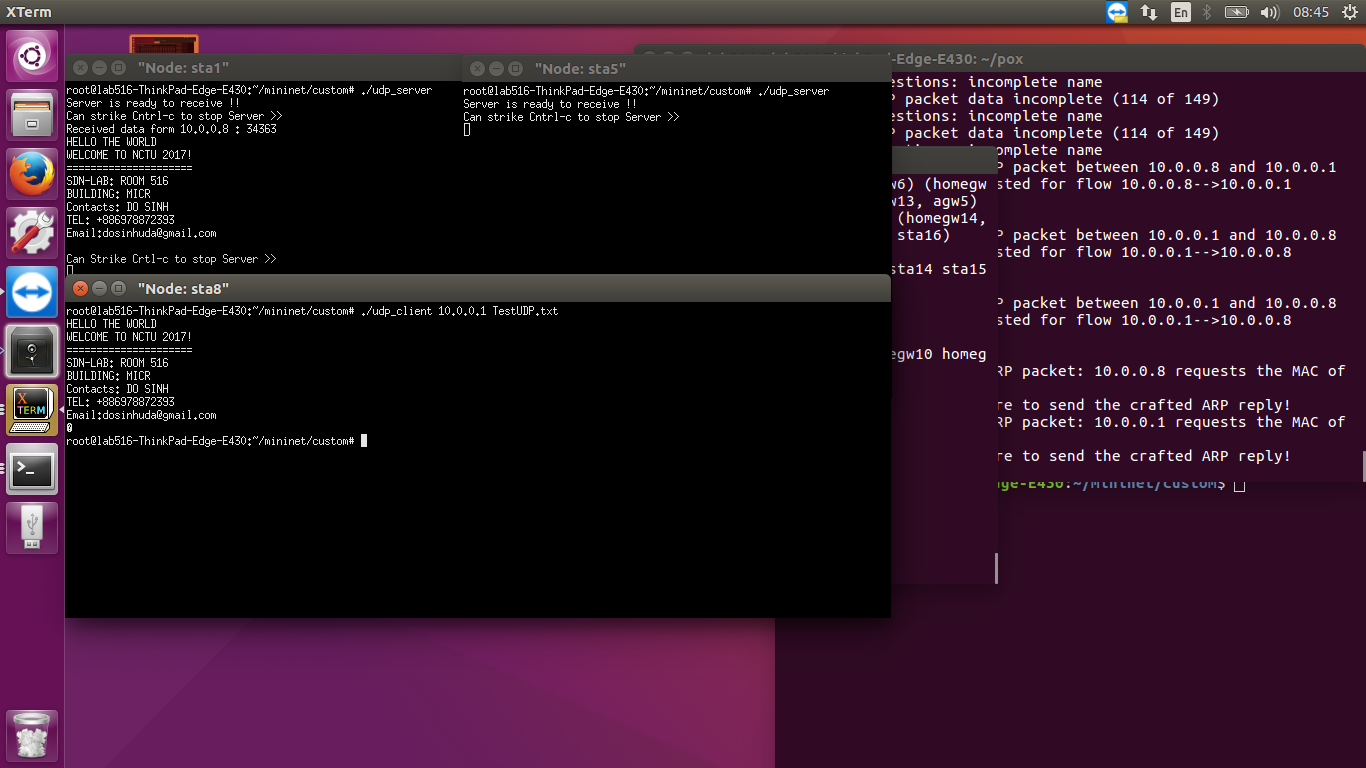 XTerm
En
08:45
"Node: sta1"
root@lab516-ThinkPad-Edge-E430:~/mininet/custom# ./udp_server
Server is ready to receive !!
Can strike Cntrl-c to stop Server >>
Received data form 10.0.0.8 : 34363
HELLO THE WORLD
WELCOME TO NCTU 2017!
=====================
SDN-LAB: ROOM 516
BUILDING: MICR
Contacts: DO SINH
TEL: +886978872393
Email:dosinhuda@gmail.com
Can Strike Crtl-c to stop Server >>
"Node: sta5"
root@lab516-ThinkPad-Edge-E430:~/mininet/custom# ./udp_server
Server is ready to receive !!
Can strike Cntrl-c to stop Server >>
"Node: sta8"
root@lab516-ThinkPad-Edge-E430:~/mininet/custom# ./udp_client 10.0.0.1 TestUDP.txt
HELLO THE WORLD
WELCOME TO NCTU 2017!
=====================
SDN-LAB: ROOM 516
BUILDING: MICR
Contacts: DO SINH
TEL: +886978872393
Email:dosinhuda@gmail.com
0
root@lab516-ThinkPad-Edge-E430:~/mininet/custom#
-Edge-E430: ~/pox
estions: incomplete name
P packet data incomplete (114 of 149)
estions: incomplete name
P packet data incomplete (114 of 149)
omplete name
P packet between 10.0.0.8 and 10.0.0.1
sted for flow 10.0.0.8-->10.0.0.1
P packet between 10.0.0.1 and 10.0.0.8
sted for flow 10.0.0.1-->10.0.0.8
P packet between 10.0.0.1 and 10.0.0.8
sted for flow 10.0.0.1-->10.0.0.8
RP packet: 10.0.0.8 requests the MAC of
re to send the crafted ARP reply!
RP packet: 10.0.0.1 requests the MAC of
re to send the crafted ARP reply!
w6) (homegw
w13, agw5)
(homegw14,
sta16)
sta14 sta15
egw10 homeg
ge-E430:~/mininet/custom$
X
TERM
>_